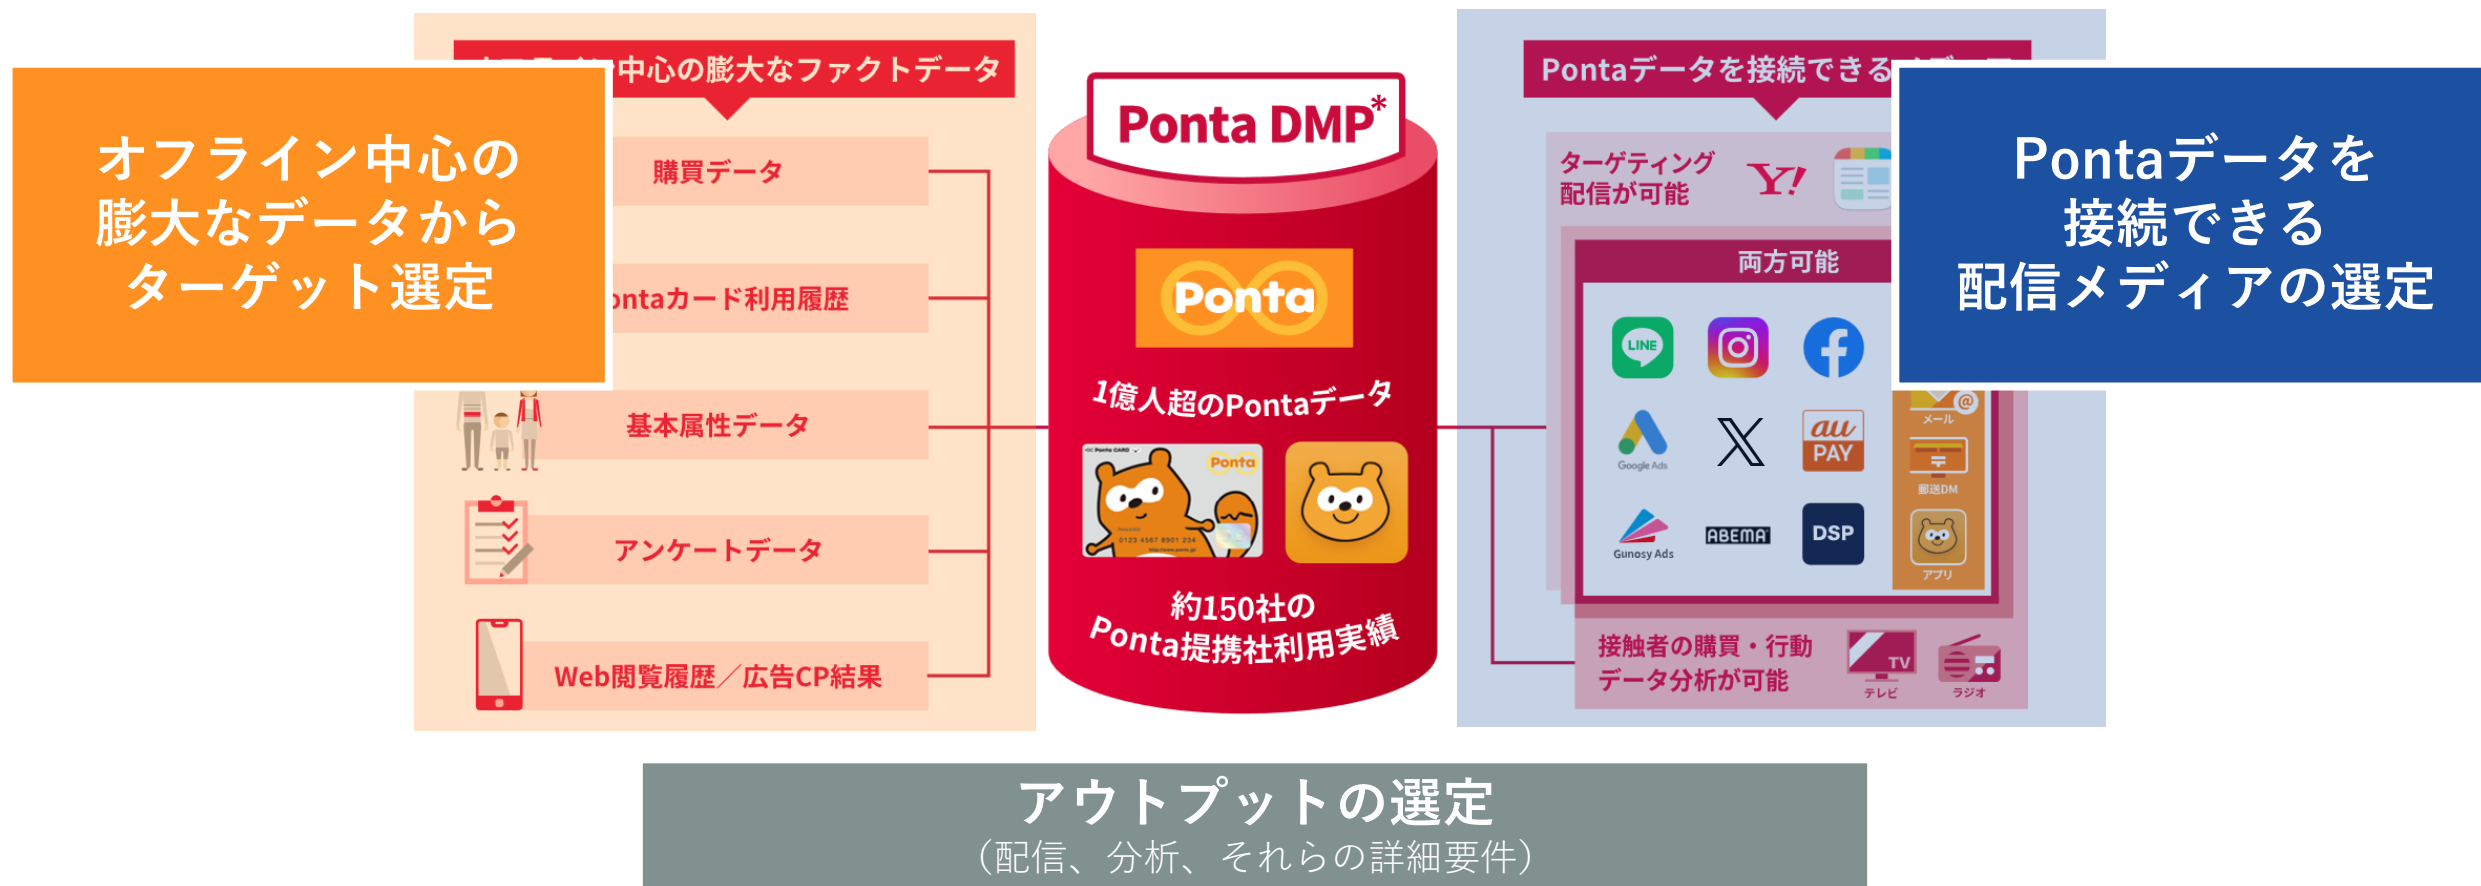 オフライン中心の
膨大なデータから
ターゲット選定
中心の膨大なファクトデータ
購買データ
ontaカード利用履歴
基本属性データ
アンケートデータ
Web閲覧履歴／広告CP結果
Ponta DMP*
Ponta
1億人超のPontaデータ
Ponta CARD
Ponta
0123 4567 8901 234
約150社の
Ponta提携社利用実績
Pontaデータを接続できる
ターゲティング
配信が可能
Y!
両方可能
LINE
Google Ads
X
au
PAY
Gunosy Ads
ABEMA
DSP
メール
郵送DM
アプリ
接触者の購買・行動
データ分析が可能
TV
テレビ
ラジオ
Pontaデータを
接続できる
配信メディアの選定
アウトプットの選定
（配信、分析、それらの詳細要件）